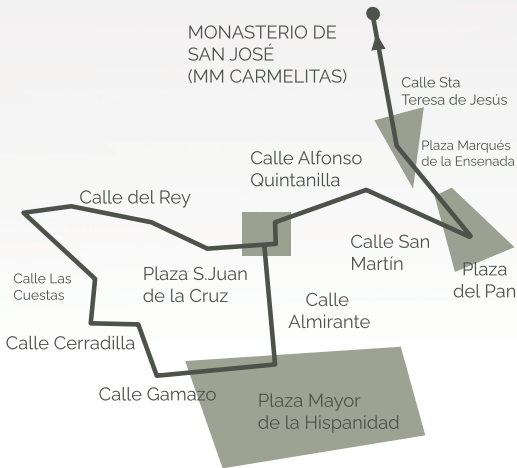 MONASTERIO DE
SAN JOSÉ
(MM CARMELITAS)
Calle Sta
Teresa de Jesús
Plaza Marqués
de la Ensenada
Calle Alfonso
Quintanilla
Calle del Rey
Calle San
Martín
Plaza
del Pan
Calle Las
Cuestas
Plaza S.Juan
de la Cruz
Calle
Almirante
Calle Cerradilla
Calle Gamazo
Plaza Mayor
de la Hispanidad